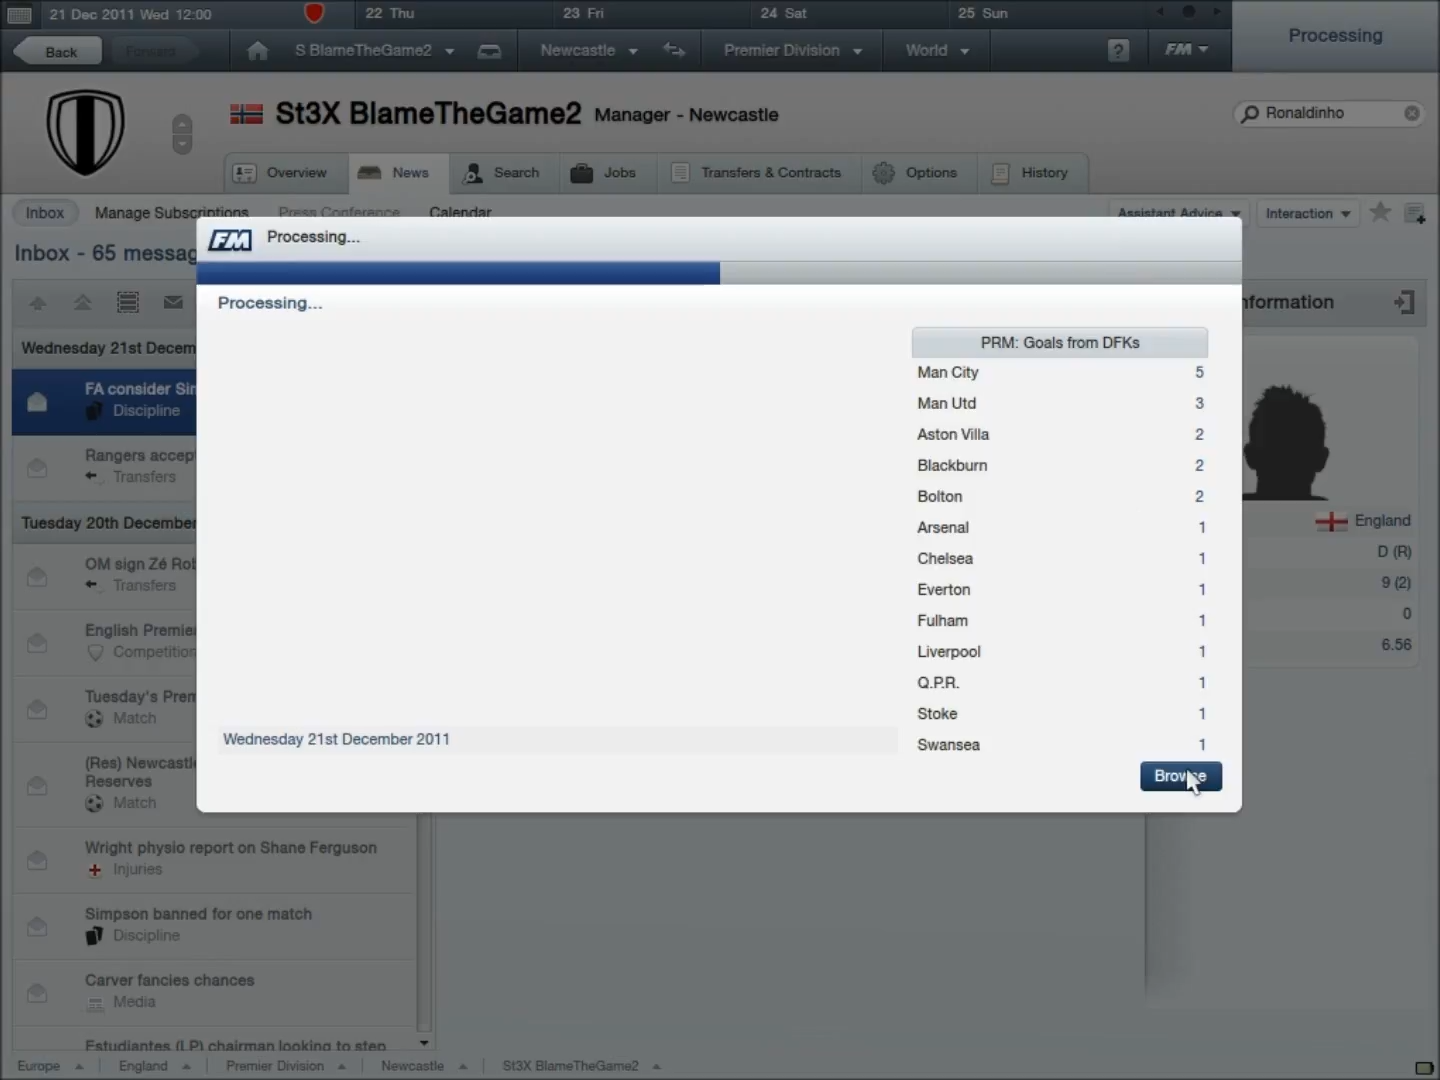 21 Dec 2011 Wed 12:00
22 Thu
23 Fri
24 Sat
25 Sun
Processing
Back
Forward
S BlameTheGame2
Newcastle
Premier Division
World
?
FM
St3X BlameTheGame2 Manager - Newcastle
Ronaldinho
Overview
News
Search
Jobs
Transfers & Contracts
Options
History
Inbox
Manage Subscriptions
Press Conference
Calendar
Assistant Advice
Interaction
Inbox - 65 messag
FM
Processing...
Processing...
nformation
PRM: Goals from DFKs
Man City 5
Man Utd 3
Aston Villa 2
Blackburn 2
Bolton 2
Arsenal 1
Chelsea 1
Everton 1
Fulham 1
Liverpool 1
Q.P.R. 1
Stoke 1
Swansea 1
Wednesday 21st December 2011
Browse
England
D (R)
9 (2)
0
6.56
Wednesday 21st Decem
FA consider Sin
Discipline
Rangers accep
Transfers
Tuesday 20th December
OM sign Zé Rob
Transfers
English Premie
Competition
Tuesday's Prem
Match
(Res) Newcastle
Reserves
Match
Wright physio report on Shane Ferguson
Injuries
Simpson banned for one match
Discipline
Carver fancies chances
Media
Estudiantes (LP) chairman looking to step
Europe
England
Premier Division
Newcastle
St3X BlameTheGame2